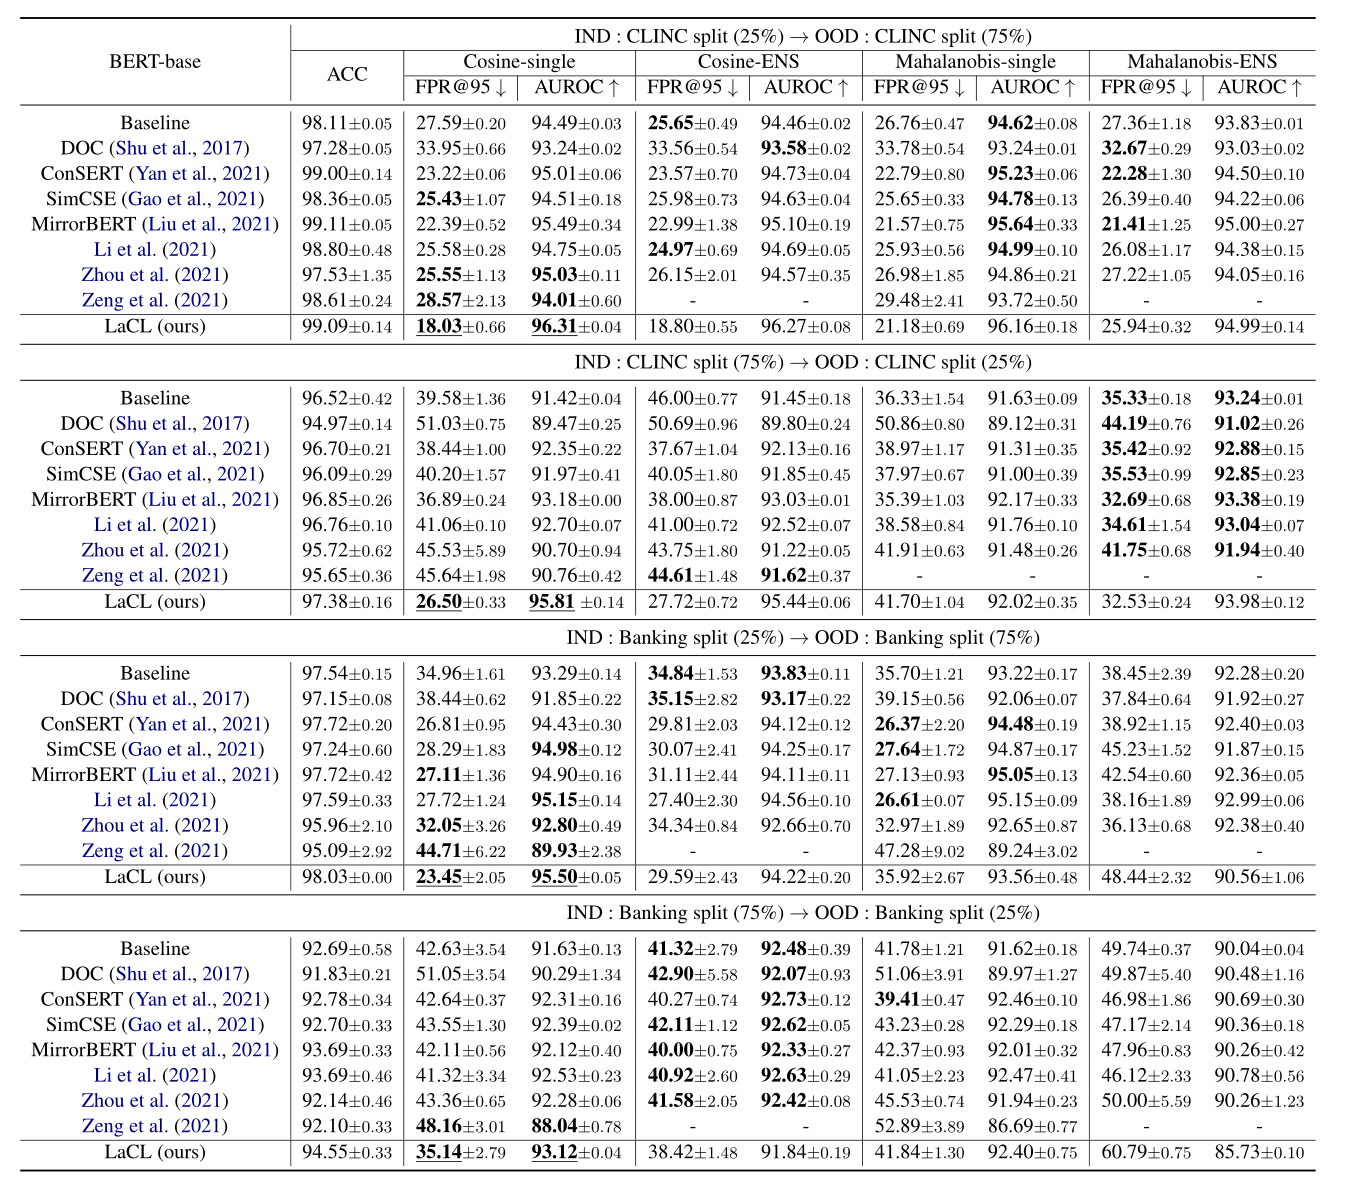 IND : CLINC split (25%) → OOD : CLINC split (75%)
BERT-base ACC Cosine-single Cosine-ENS Mahalanobis-single Mahalanobis-ENS
FPR@95 ↓ AUROC ↑ FPR@95 ↓ AUROC ↑ FPR@95 ↓ AUROC ↑ FPR@95 ↓ AUROC ↑
Baseline 98.11±0.05 27.59±0.20 94.49±0.03 25.65±0.49 94.46±0.02 26.76±0.47 94.62±0.08 27.36±1.18 93.83±0.01
DOC (Shu et al., 2017) 97.28±0.05 33.95±0.66 93.24±0.02 33.56±0.54 93.58±0.02 33.78±0.54 93.24±0.01 32.67±0.29 93.03±0.02
ConSERT (Yan et al., 2021) 99.00±0.14 23.22±0.06 95.01±0.06 23.57±0.70 94.73±0.04 22.79±0.80 95.23±0.06 22.28±1.30 94.50±0.10
SimCSE (Gao et al., 2021) 98.36±0.05 25.43±1.07 94.51±0.18 25.98±0.73 94.63±0.04 25.65±0.33 94.78±0.13 26.39±0.40 94.22±0.06
MirrorBERT (Liu et al., 2021) 99.11±0.05 22.39±0.52 95.49±0.34 22.99±1.38 95.10±0.19 21.57±0.75 95.64±0.33 21.41±1.25 95.00±0.27
Li et al. (2021) 98.80±0.48 25.58±0.28 94.75±0.05 24.97±0.69 94.69±0.05 25.93±0.56 94.99±0.10 26.08±1.17 94.38±0.15
Zhou et al. (2021) 97.53±1.35 25.55±1.13 95.03±0.11 26.15±2.01 94.57±0.35 26.98±1.85 94.86±0.21 27.22±1.05 94.05±0.16
Zeng et al. (2021) 98.61±0.24 28.57±2.13 94.01±0.60 - - 29.48±2.41 93.72±0.50 - -
LaCL (ours) 99.09±0.14 18.03±0.66 96.31±0.04 18.80±0.55 96.27±0.08 21.18±0.69 96.16±0.18 25.94±0.32 94.99±0.14
IND : CLINC split (75%) → OOD : CLINC split (25%)
Baseline 96.52±0.42 39.58±1.36 91.42±0.04 46.00±0.77 91.45±0.18 36.33±1.54 91.63±0.09 35.33±0.18 93.24±0.01
DOC (Shu et al., 2017) 94.97±0.14 51.03±0.75 89.47±0.25 50.69±0.96 89.80±0.24 50.86±0.80 89.12±0.31 44.19±0.76 91.02±0.26
ConSERT (Yan et al., 2021) 96.70±0.21 38.44±1.00 92.35±0.22 37.67±1.04 92.13±0.16 38.97±1.17 91.31±0.35 35.42±0.92 92.88±0.15
SimCSE (Gao et al., 2021) 96.09±0.29 40.20±1.57 91.97±0.41 40.05±1.80 91.85±0.45 37.97±0.67 91.00±0.39 35.53±0.99 92.85±0.23
MirrorBERT (Liu et al., 2021) 96.85±0.26 36.89±0.24 93.18±0.00 38.00±0.87 93.03±0.01 35.39±1.03 92.17±0.33 32.69±0.68 93.38±0.19
Li et al. (2021) 96.76±0.10 41.06±0.10 92.70±0.07 41.00±0.72 92.52±0.07 38.58±0.84 91.76±0.10 34.61±1.54 93.04±0.07
Zhou et al. (2021) 95.72±0.62 45.53±5.89 90.70±0.94 43.75±1.80 91.22±0.05 41.91±0.63 91.48±0.26 41.75±0.68 91.94±0.40
Zeng et al. (2021) 95.65±0.36 45.64±1.98 90.76±0.42 44.61±1.48 91.62±0.37 - - - -
LaCL (ours) 97.38±0.16 26.50±0.33 95.81 ±0.14 27.72±0.72 95.44±0.06 41.70±1.04 92.02±0.35 32.53±0.24 93.98±0.12
IND : Banking split (25%) → OOD : Banking split (75%)
Baseline 97.54±0.15 34.96±1.61 93.29±0.14 34.84±1.53 93.83±0.11 35.70±1.21 93.22±0.17 38.45±2.39 92.28±0.20
DOC (Shu et al., 2017) 97.15±0.08 38.44±0.62 91.85±0.22 35.15±2.82 93.17±0.22 39.15±0.56 92.06±0.07 37.84±0.64 91.92±0.27
ConSERT (Yan et al., 2021) 97.72±0.20 26.81±0.95 94.43±0.30 29.81±2.03 94.12±0.12 26.37±2.20 94.48±0.19 38.92±1.15 92.40±0.03
SimCSE (Gao et al., 2021) 97.24±0.60 28.29±1.83 94.98±0.12 30.07±2.41 94.25±0.17 27.64±1.72 94.87±0.17 45.23±1.52 91.87±0.15
MirrorBERT (Liu et al., 2021) 97.72±0.42 27.11±1.36 94.90±0.16 31.11±2.44 94.11±0.11 27.13±0.93 95.05±0.13 42.54±0.60 92.36±0.05
Li et al. (2021) 97.59±0.33 27.72±1.24 95.15±0.14 27.40±2.30 94.56±0.10 26.61±0.07 95.15±0.09 38.16±1.89 92.99±0.06
Zhou et al. (2021) 95.96±2.10 32.05±3.26 92.80±0.49 34.34±0.84 92.66±0.70 32.97±1.89 92.65±0.87 36.13±0.68 92.38±0.40
Zeng et al. (2021) 95.09±2.92 44.71±6.22 89.93±2.38 - - 47.28±9.02 89.24±3.02 - -
LaCL (ours) 98.03±0.00 23.45±2.05 95.50±0.05 29.59±2.43 94.22±0.20 35.92±2.67 93.56±0.48 48.44±2.32 90.56±1.06
IND : Banking split (75%) → OOD : Banking split (25%)
Baseline 92.69±0.58 42.63±3.54 91.63±0.13 41.32±2.79 92.48±0.39 41.78±1.21 91.62±0.18 49.74±0.37 90.04±0.04
DOC (Shu et al., 2017) 91.83±0.21 51.05±3.54 90.29±1.34 42.90±5.58 92.07±0.93 51.06±3.91 89.97±1.27 49.87±5.40 90.48±1.16
ConSERT (Yan et al., 2021) 92.78±0.34 42.64±0.37 92.31±0.16 40.27±0.74 92.73±0.12 39.41±0.47 92.46±0.10 46.98±1.86 90.69±0.30
SimCSE (Gao et al., 2021) 92.70±0.33 43.55±1.30 92.39±0.02 42.11±1.12 92.62±0.05 43.23±0.28 92.29±0.18 47.17±2.14 90.36±0.18
MirrorBERT (Liu et al., 2021) 93.69±0.33 42.11±0.56 92.12±0.40 40.00±0.75 92.33±0.27 42.37±0.93 92.01±0.32 47.96±0.83 90.26±0.42
Li et al. (2021) 93.69±0.46 41.32±3.34 92.53±0.23 40.92±2.60 92.63±0.29 41.05±2.23 92.47±0.41 46.12±2.33 90.78±0.56
Zhou et al. (2021) 92.14±0.46 43.36±0.65 92.28±0.06 41.58±2.05 92.42±0.08 45.53±0.74 91.94±0.23 50.00±5.59 90.26±1.23
Zeng et al. (2021) 92.10±0.33 48.16±3.01 88.04±0.78 - - 52.89±3.89 86.69±0.77 - -
LaCL (ours) 94.55±0.33 35.14±2.79 93.12±0.04 38.42±1.48 91.84±0.19 41.84±1.30 92.40±0.75 60.79±0.75 85.73±0.10